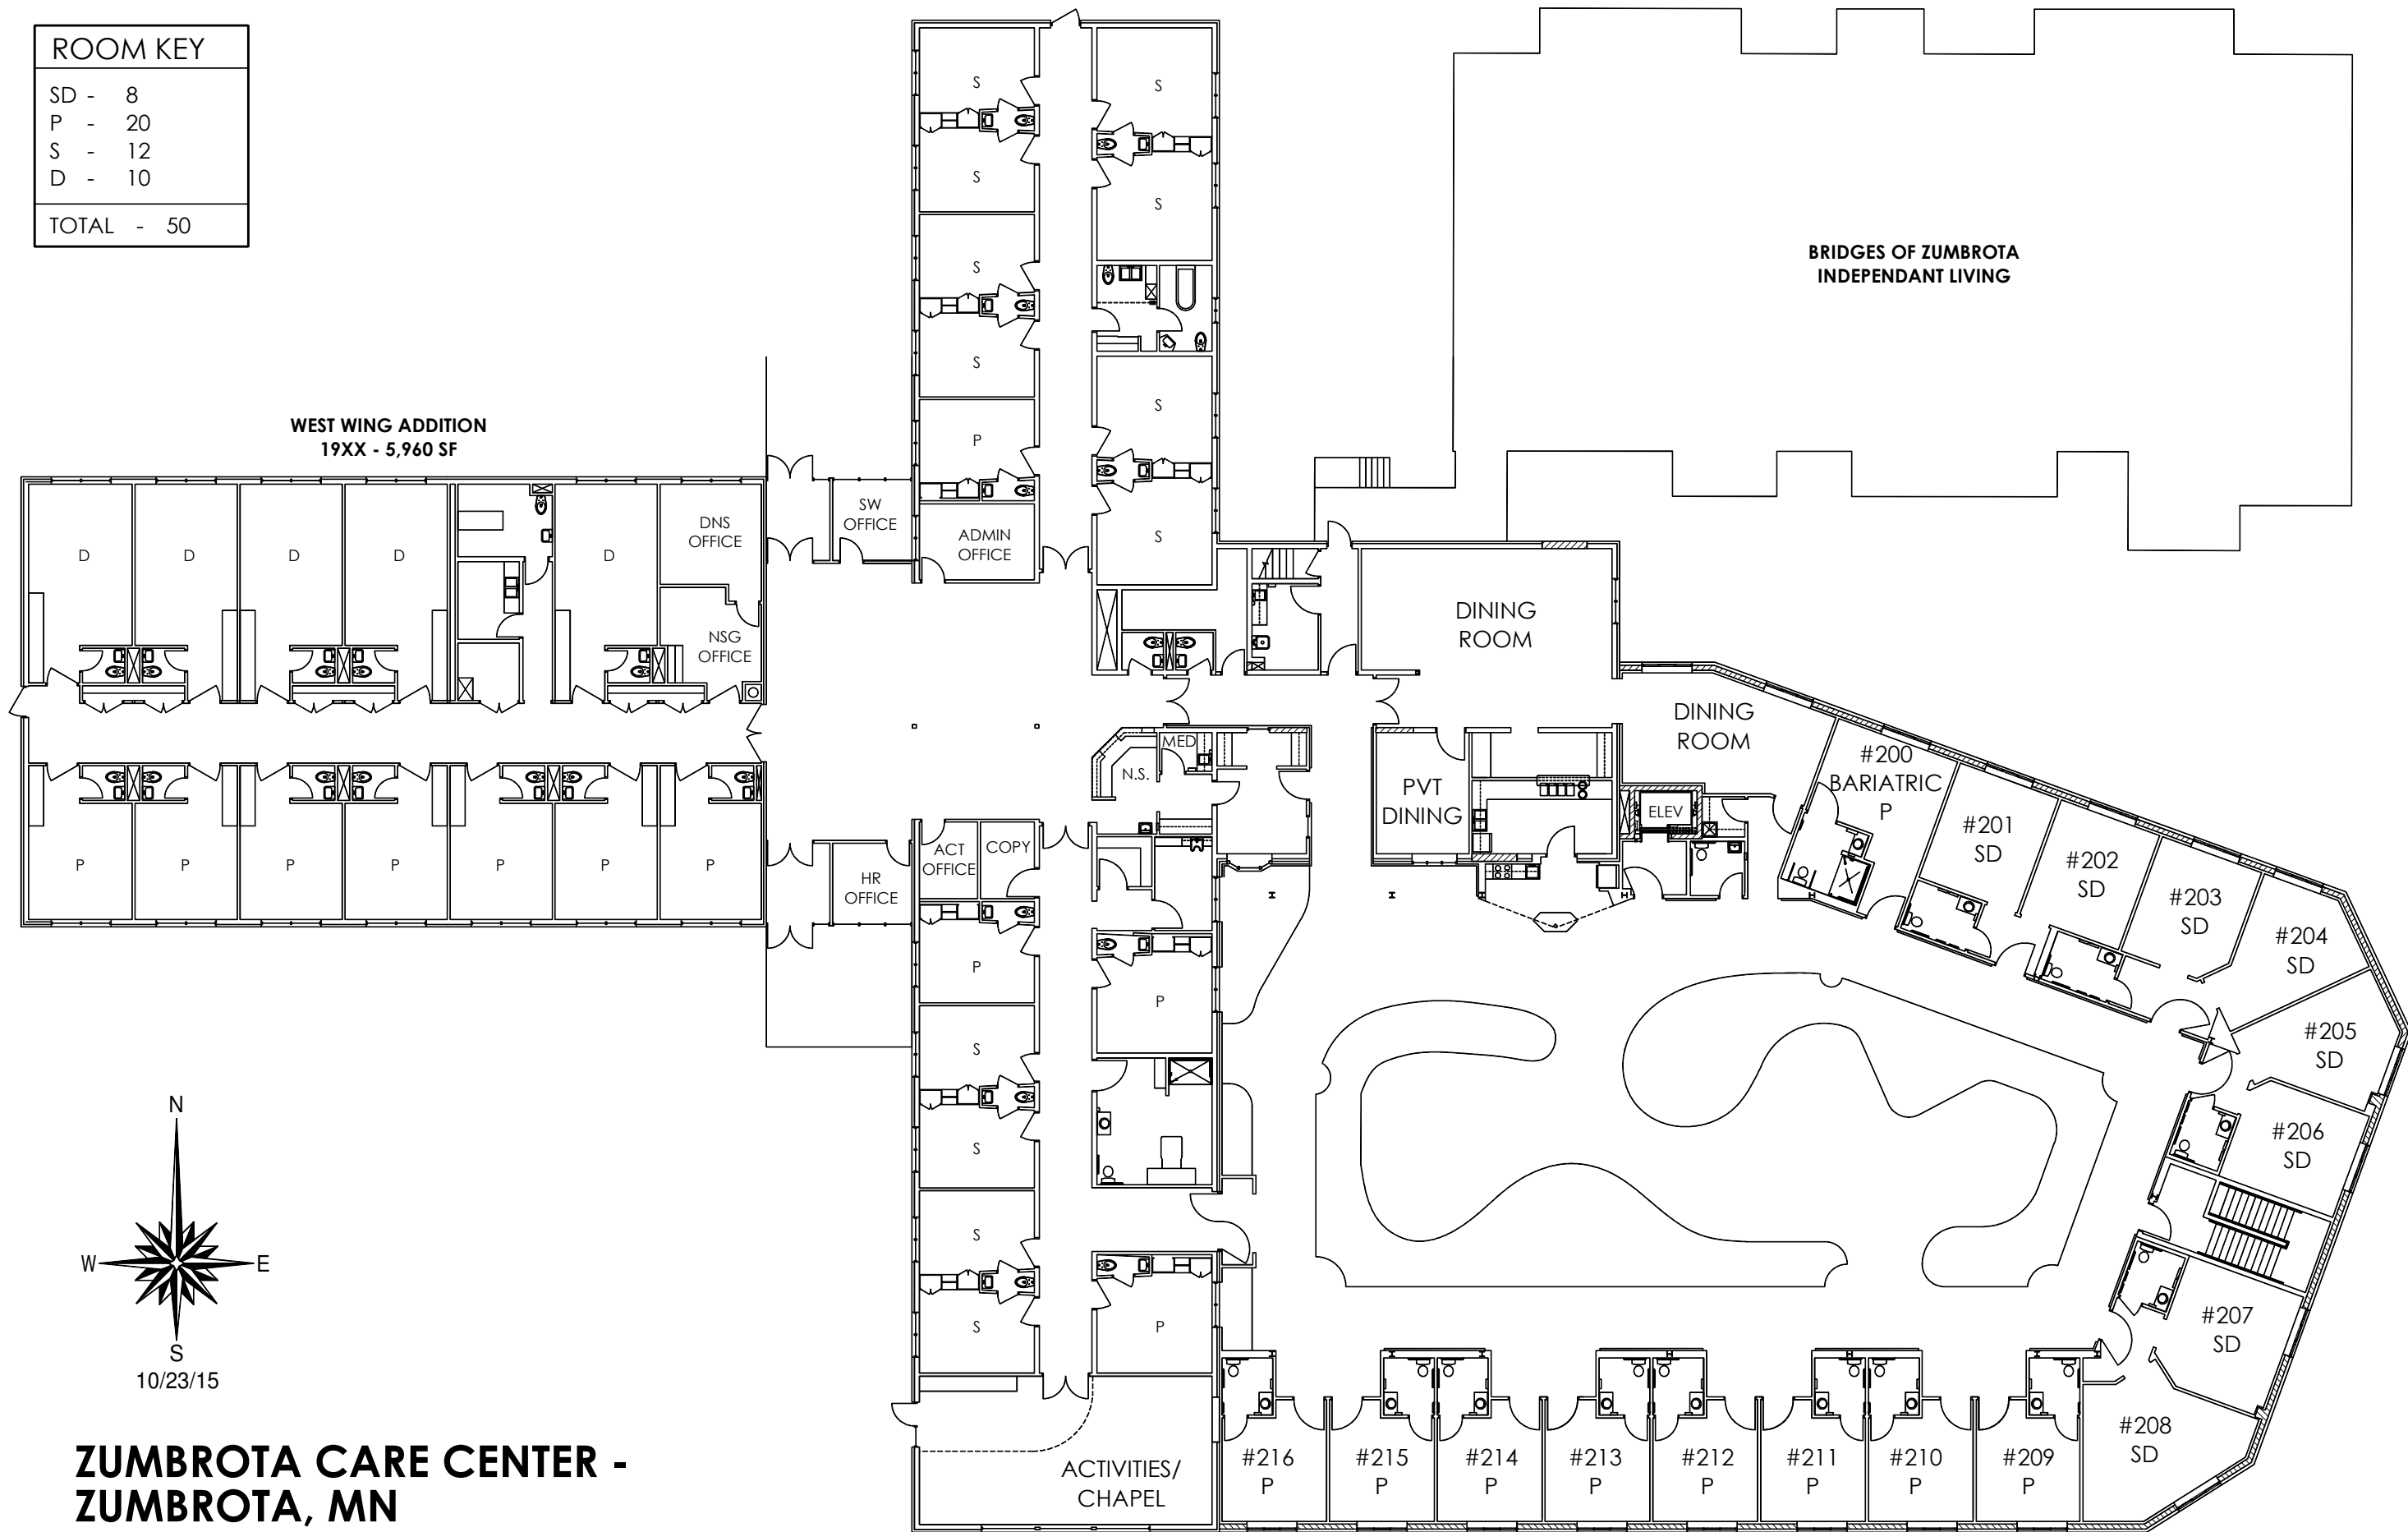 ROOM KEY
SD - 8
P - 20
S - 12
D - 10
TOTAL - 50
S
S
S
S
S
S
P
S
S
ADMIN
OFFICE
BRIDGES OF ZUMBROTA
INDEPENDANT LIVING
WEST WING ADDITION
19XX - 5,960 SF
D
D
D
D
D
DNS
OFFICE
NSG
OFFICE
SW
OFFICE
P
P
P
P
P
P
P
HR
OFFICE
ACT
OFFICE
COPY
N.S.
MED
DINING
ROOM
DINING
ROOM
PVT
DINING
ELEV
#200
BARIATRIC
P
#201
SD
#202
SD
#203
SD
#204
SD
#205
SD
#206
SD
#207
SD
#208
SD
P
P
S
S
S
S
P
#216
P
#215
P
#214
P
#213
P
#212
P
#211
P
#210
P
#209
P
ACTIVITIES/
CHAPEL
N
W
E
S
10/23/15
ZUMBROTA CARE CENTER -
ZUMBROTA, MN